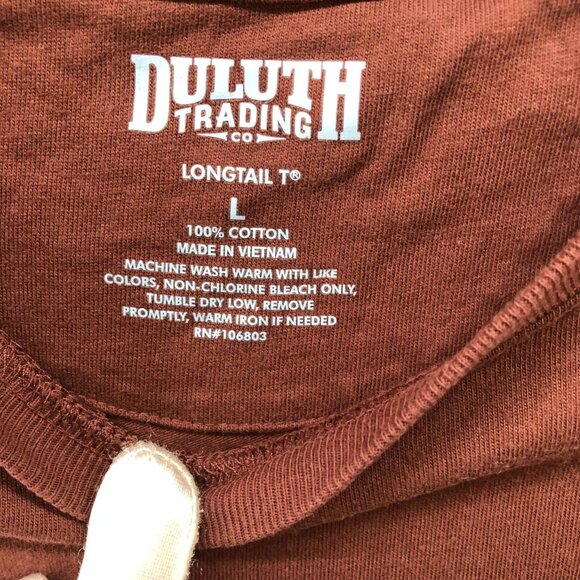 DULUTH
TRADING
CO
LONGTAIL T®
L
100% COTTON
MADE IN VIETNAM
MACHINE WASH WARM WITH LIKE
COLORS, NON-CHLORINE BLEACH ONLY,
TUMBLE DRY LOW, REMOVE
PROMPTLY, WARM IRON IF NEEDED
RN#106803